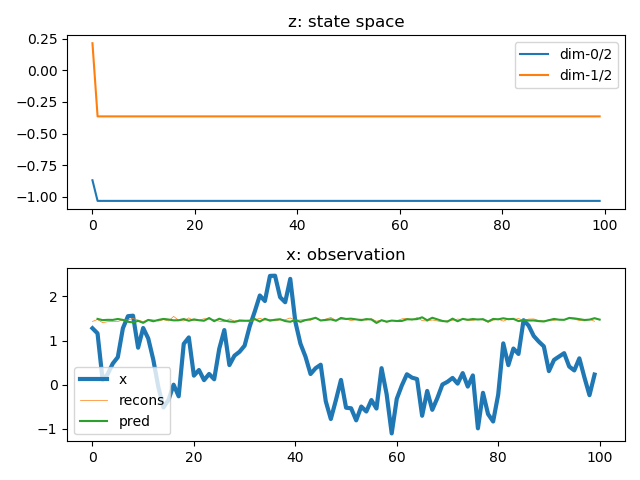 z: state space
0.25
0.00
−0.25
−0.50
−0.75
−1.00
dim-0/2
dim-1/2
0 20 40 60 80 100
x: observation
2
1
0
−1
x
recons
pred
0 20 40 60 80 100